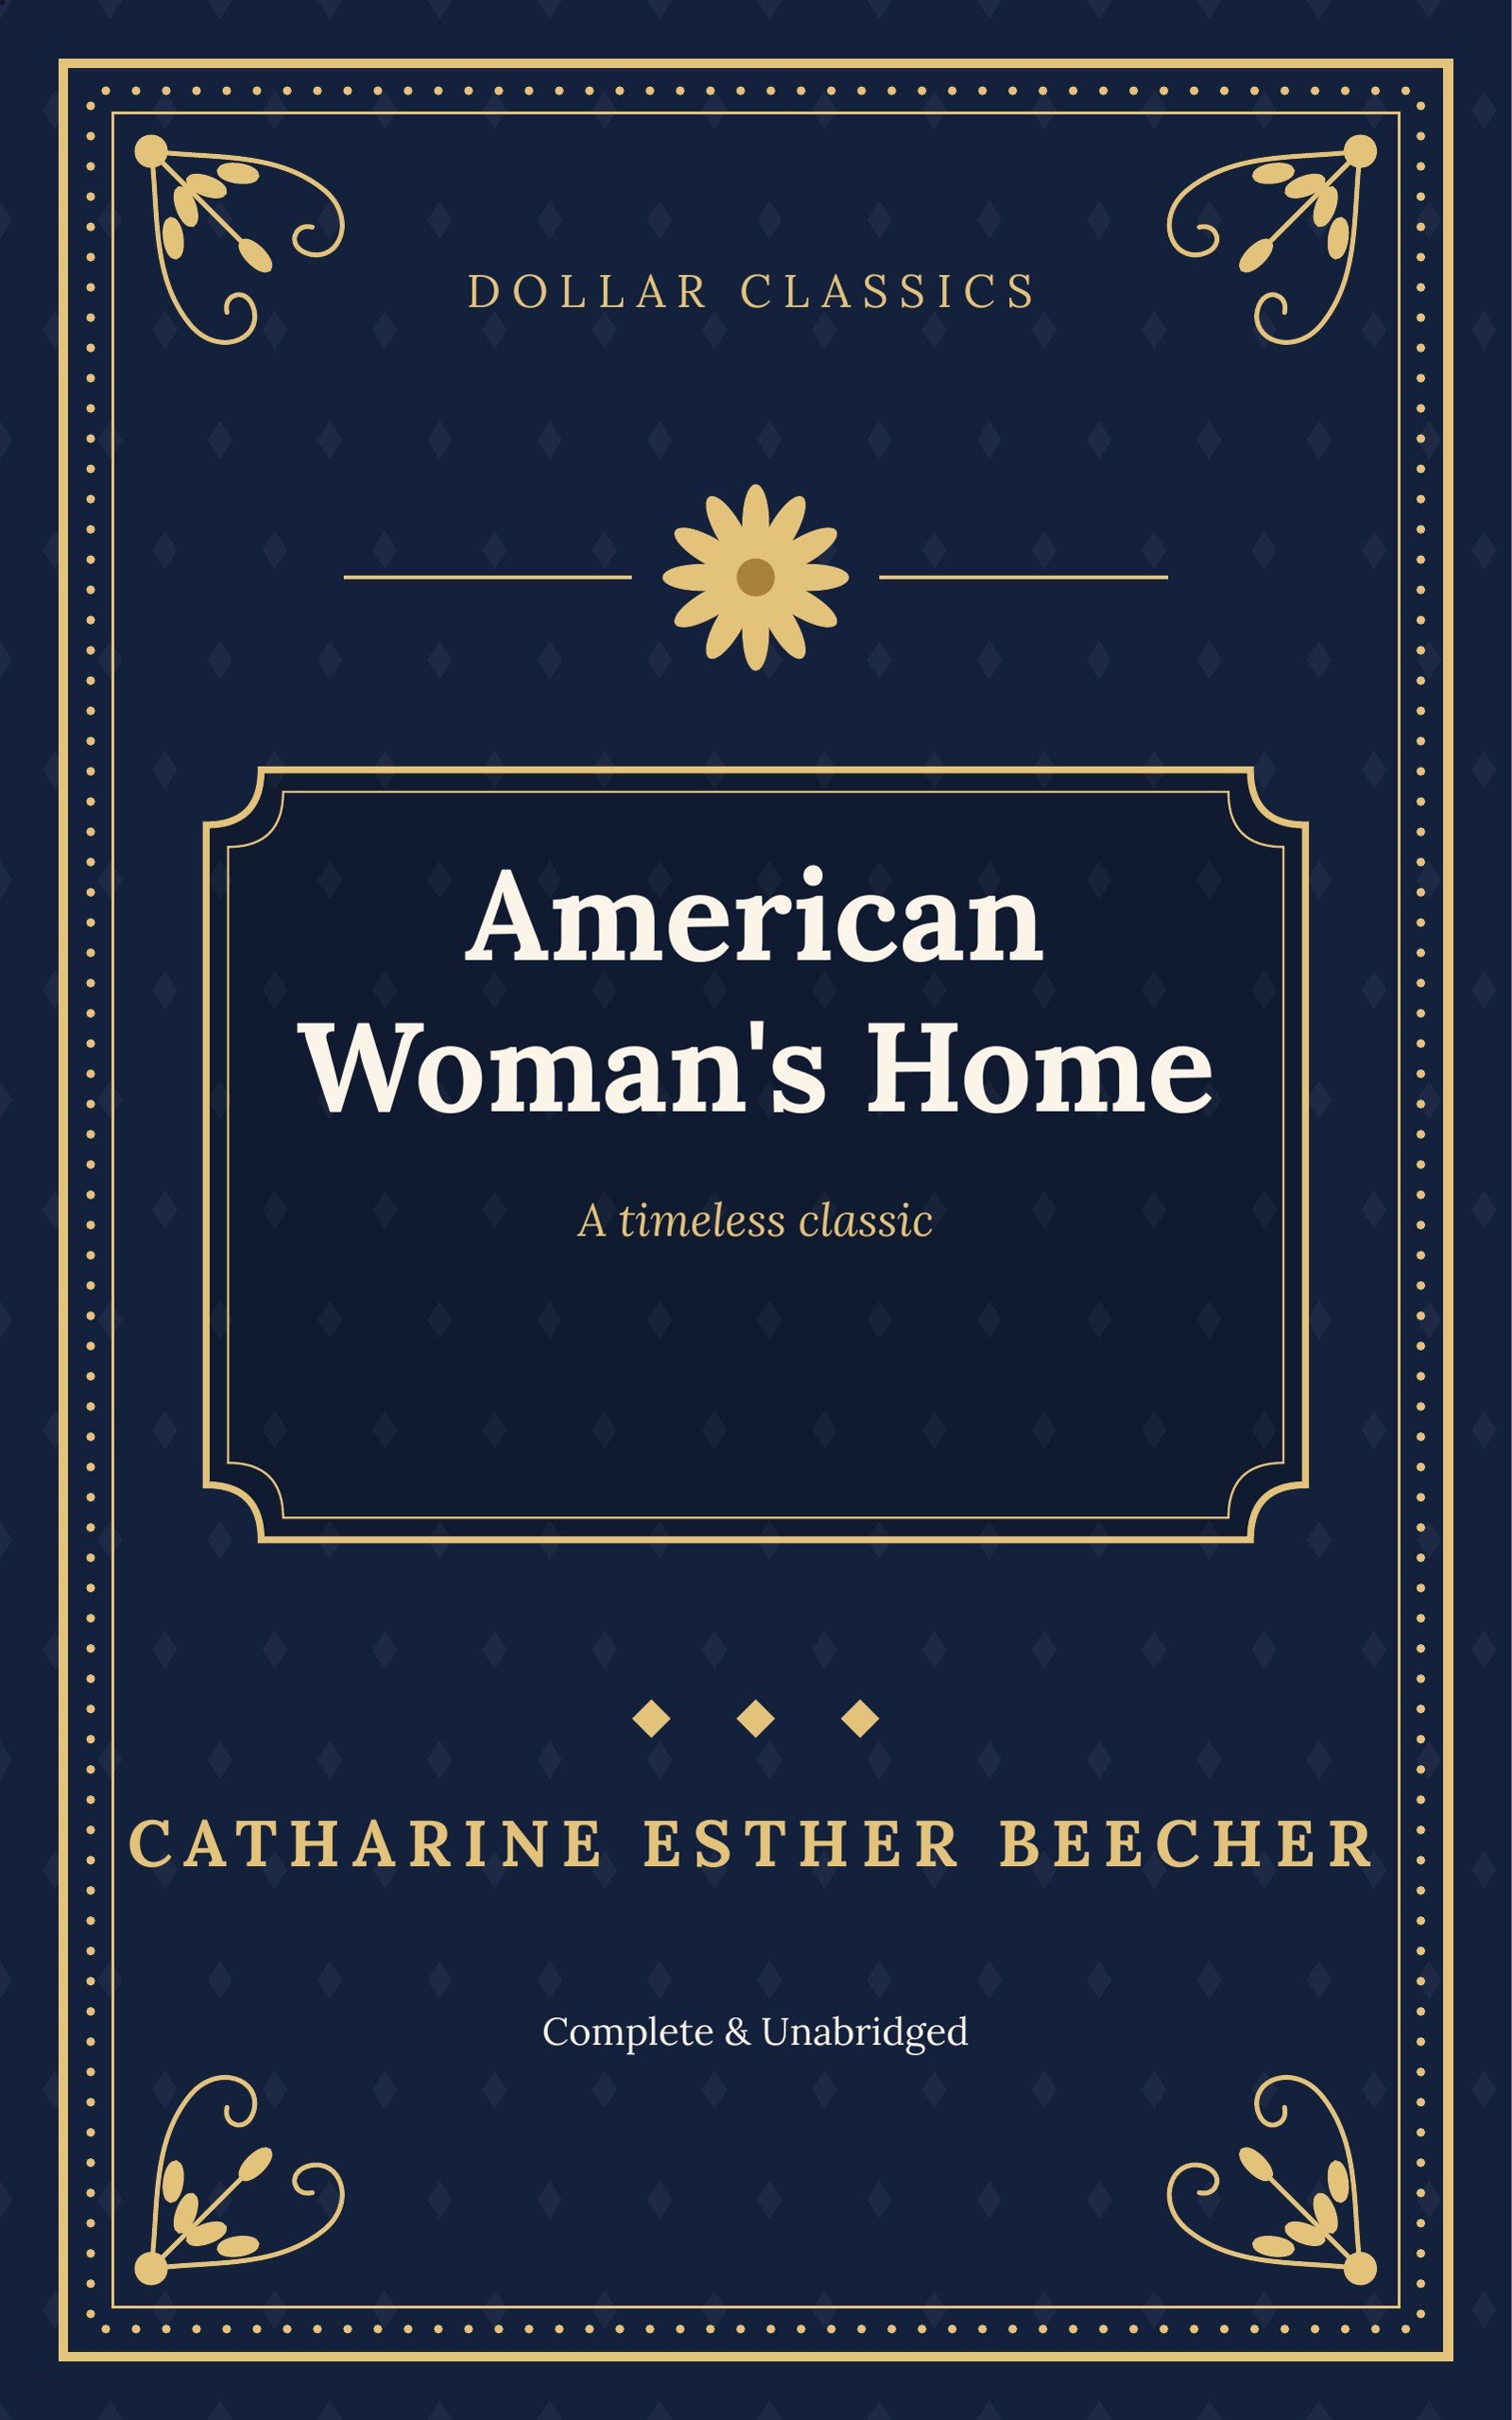 DOLLAR CLASSICS
American
Woman's Home
A timeless classic
CATHARINE ESTHER BEECHER
Complete & Unabridged